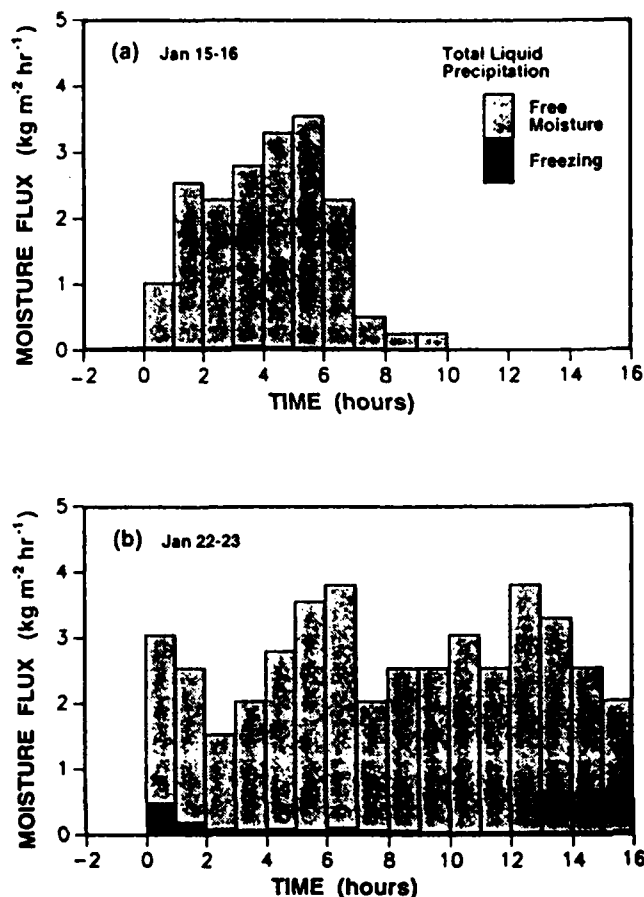 (a) Jan 15-16
Total Liquid
Precipitation
Free
Moisture
Freezing
MOISTURE FLUX (kg m⁻² hr⁻¹)
5
4
3
2
1
0
-2 0 2 4 6 8 10 12 14 16
TIME (hours)
(b) Jan 22-23
MOISTURE FLUX (kg m⁻² hr⁻¹)
5
4
3
2
1
0
-2 0 2 4 6 8 10 12 14 16
TIME (hours)